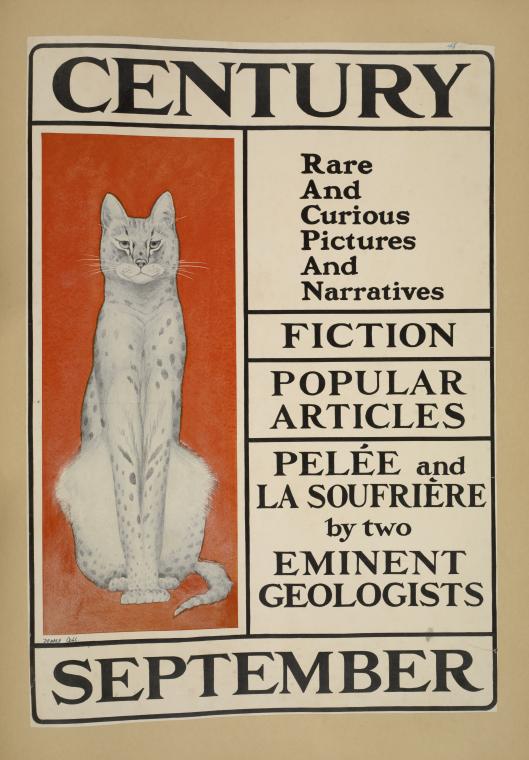 CENTURY
Rare
And
Curious
Pictures
And
Narratives
FICTION
POPULAR
ARTICLES
PELÉE and
LA SOUFRIÈRE
by two
EMINENT
GEOLOGISTS
SEPTEMBER